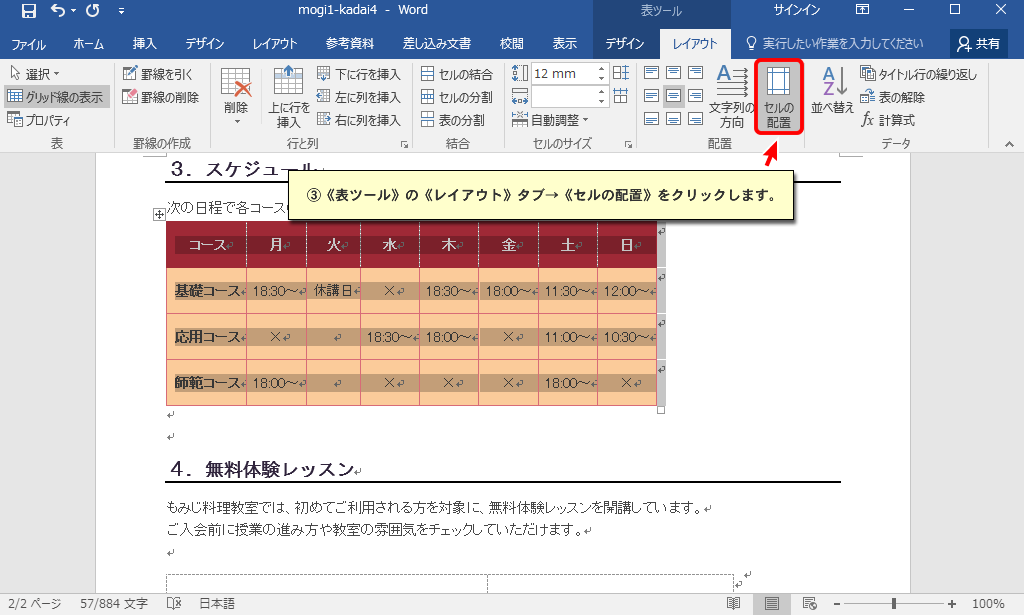 mogi1-kadai4 - Word
表ツール
サインイン
ファイル ホーム 挿入 デザイン レイアウト 参考資料 差し込み文書 校閲 表示 デザイン レイアウト 実行したい作業を入力してください 共有
選択
グリッド線の表示
プロパティ
表
罫線を引く
罫線の削除
罫線の作成
削除
上に行を
挿入
下に行を挿入
左に列を挿入
右に列を挿入
行と列
セルの結合
セルの分割
表の分割
結合
12 mm
自動調整
セルのサイズ
文字列の
方向
セルの
配置
配置
並べ替え
タイトル行の繰り返し
表の解除
計算式
データ
3．スケジュール
③《表ツール》の《レイアウト》タブ→《セルの配置》をクリックします。
次の日程で各コース
コース 月 火 水 木 金 土 日
基礎コース 18:30～ 休講日 × 18:30～ 18:00～ 11:30～ 12:00～
応用コース × 18:30～ 18:00～ × 11:00～ 10:30～
師範コース 18:00～ × × × 18:00～ ×
4．無料体験レッスン
もみじ料理教室では、初めてご利用される方を対象に、無料体験レッスンを開講しています。
ご入会前に授業の進み方や教室の雰囲気をチェックしていただけます。
2/2 ページ 57/884 文字 日本語 100%